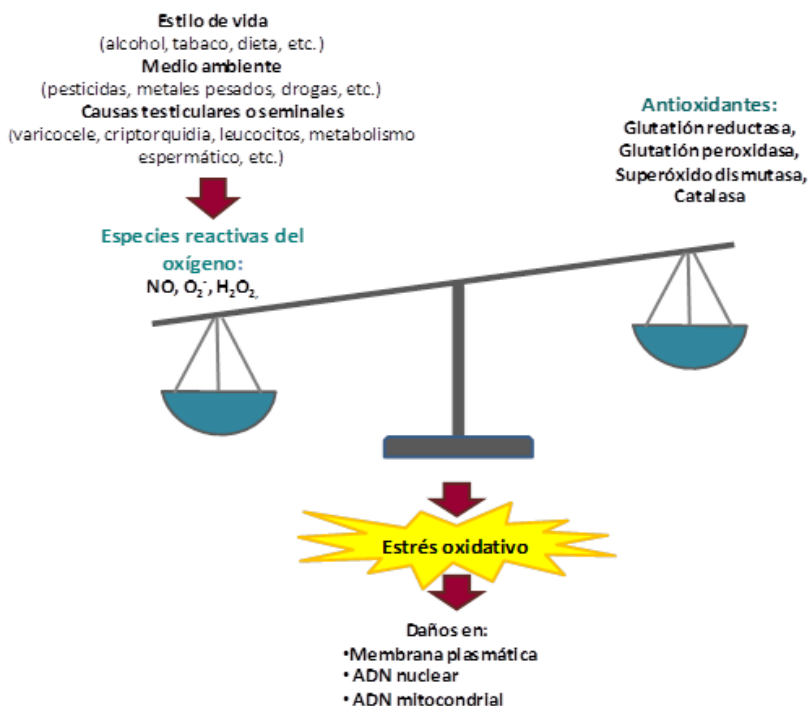 Estilo de vida
(alcohol, tabaco, dieta, etc.)
Medio ambiente
(pesticidas, metales pesados, drogas, etc.)
Causas testiculares o seminales
(varicocele, criptorquidia, leucocitos, metabolismo
espermático, etc.)
Especies reactivas del
oxígeno:
NO, O₂⁻, H₂O₂,
Antioxidantes:
Glutatión reductasa,
Glutatión peroxidasa,
Superóxido dismutasa,
Catalasa
Estrés oxidativo
Daños en:
•Membrana plasmática
• ADN nuclear
• ADN mitocondrial